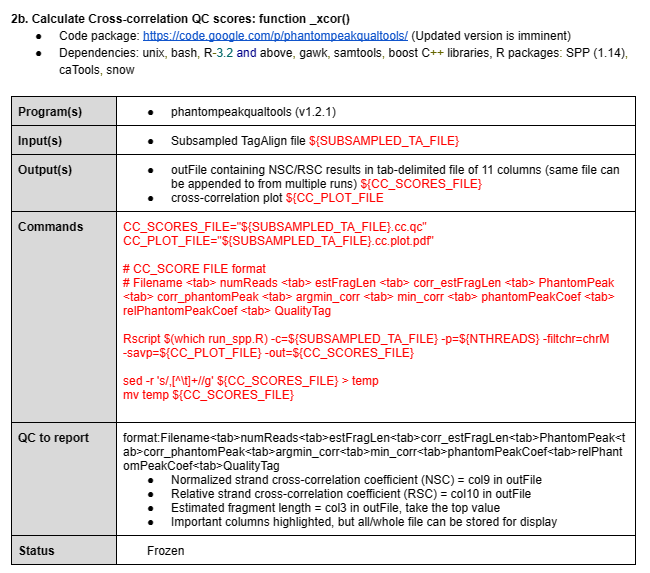 2b. Calculate Cross-correlation QC scores: function _xcor()
● Code package: https://code.google.com/p/phantompeakqualtools/ (Updated version is imminent)
● Dependencies: unix, bash, R-3.2 and above, gawk, samtools, boost C++ libraries, R packages: SPP (1.14),
caTools, snow
Program(s)
● phantompeakqualtools (v1.2.1)
Input(s)
● Subsampled TagAlign file ${SUBSAMPLED_TA_FILE}
Output(s)
● outFile containing NSC/RSC results in tab-delimited file of 11 columns (same file can
be appended to from multiple runs) ${CC_SCORES_FILE}
● cross-correlation plot ${CC_PLOT_FILE
Commands
CC_SCORES_FILE="${SUBSAMPLED_TA_FILE}.cc.qc"
CC_PLOT_FILE="${SUBSAMPLED_TA_FILE}.cc.plot.pdf"
# CC_SCORE FILE format
# Filename <tab> numReads <tab> estFragLen <tab> corr_estFragLen <tab> PhantomPeak
<tab> corr_phantomPeak <tab> argmin_corr <tab> min_corr <tab> phantomPeakCoef <tab>
relPhantomPeakCoef <tab> QualityTag
Rscript $(which run_spp.R) -c=${SUBSAMPLED_TA_FILE} -p=${NTHREADS} -filtchr=chrM
-savp=${CC_PLOT_FILE} -out=${CC_SCORES_FILE}
sed -r 's/,[^\t]+//g' ${CC_SCORES_FILE} > temp
mv temp ${CC_SCORES_FILE}
QC to report
format:Filename<tab>numReads<tab>estFragLen<tab>corr_estFragLen<tab>PhantomPeak<t
ab>corr_phantomPeak<tab>argmin_corr<tab>min_corr<tab>phantomPeakCoef<tab>relPhant
omPeakCoef<tab>QualityTag
● Normalized strand cross-correlation coefficient (NSC) = col9 in outFile
● Relative strand cross-correlation coefficient (RSC) = col10 in outFile
● Estimated fragment length = col3 in outFile, take the top value
● Important columns highlighted, but all/whole file can be stored for display
Status
Frozen